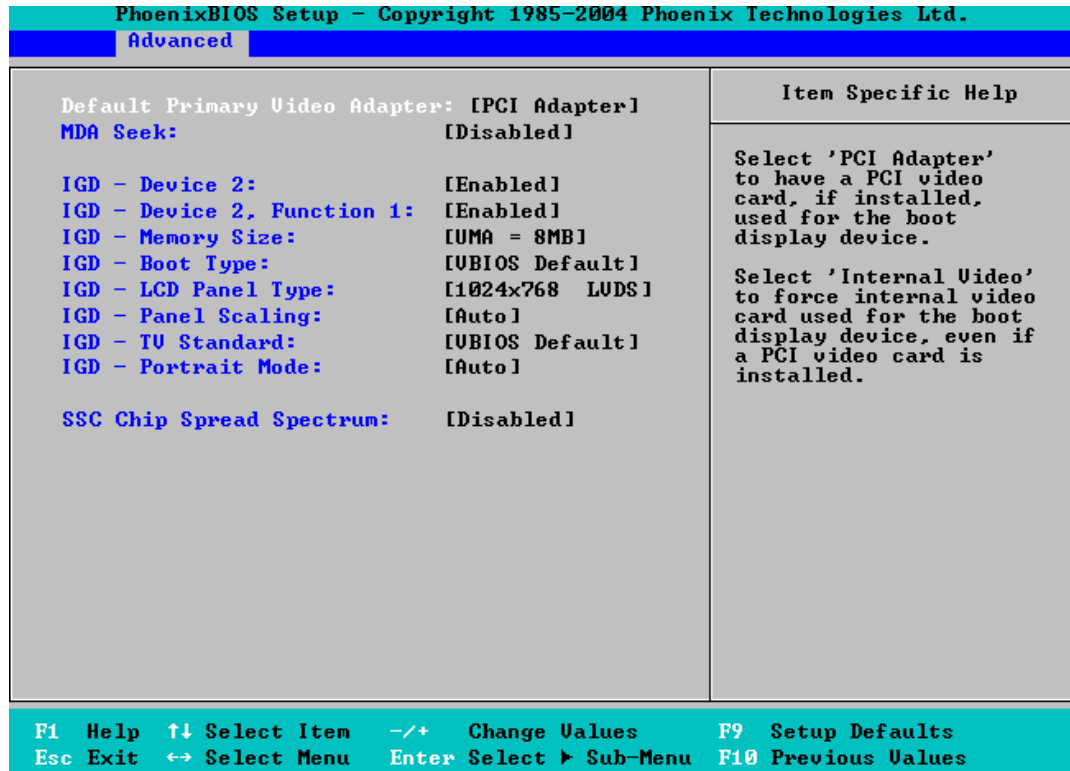 PhoenixBIOS Setup - Copyright 1985-2004 Phoenix Technologies Ltd.
Advanced
Default Primary Video Adapter: [PCI Adapter]
MDA Seek: [Disabled]
IGD - Device 2: [Enabled]
IGD - Device 2, Function 1: [Enabled]
IGD - Memory Size: [UMA = 8MB]
IGD - Boot Type: [VBIOS Default]
IGD - LCD Panel Type: [1024x768 LVDS]
IGD - Panel Scaling: [Auto]
IGD - TV Standard: [VBIOS Default]
IGD - Portrait Mode: [Auto]
SSC Chip Spread Spectrum: [Disabled]
Item Specific Help
Select 'PCI Adapter'
to have a PCI video
card, if installed,
used for the boot
display device.
Select 'Internal Video'
to force internal video
card used for the boot
display device, even if
a PCI video card is
installed.
F1 Help ↑↓ Select Item -/+ Change Values F9 Setup Defaults
Esc Exit ↔ Select Menu Enter Select ▶ Sub-Menu F10 Previous Values